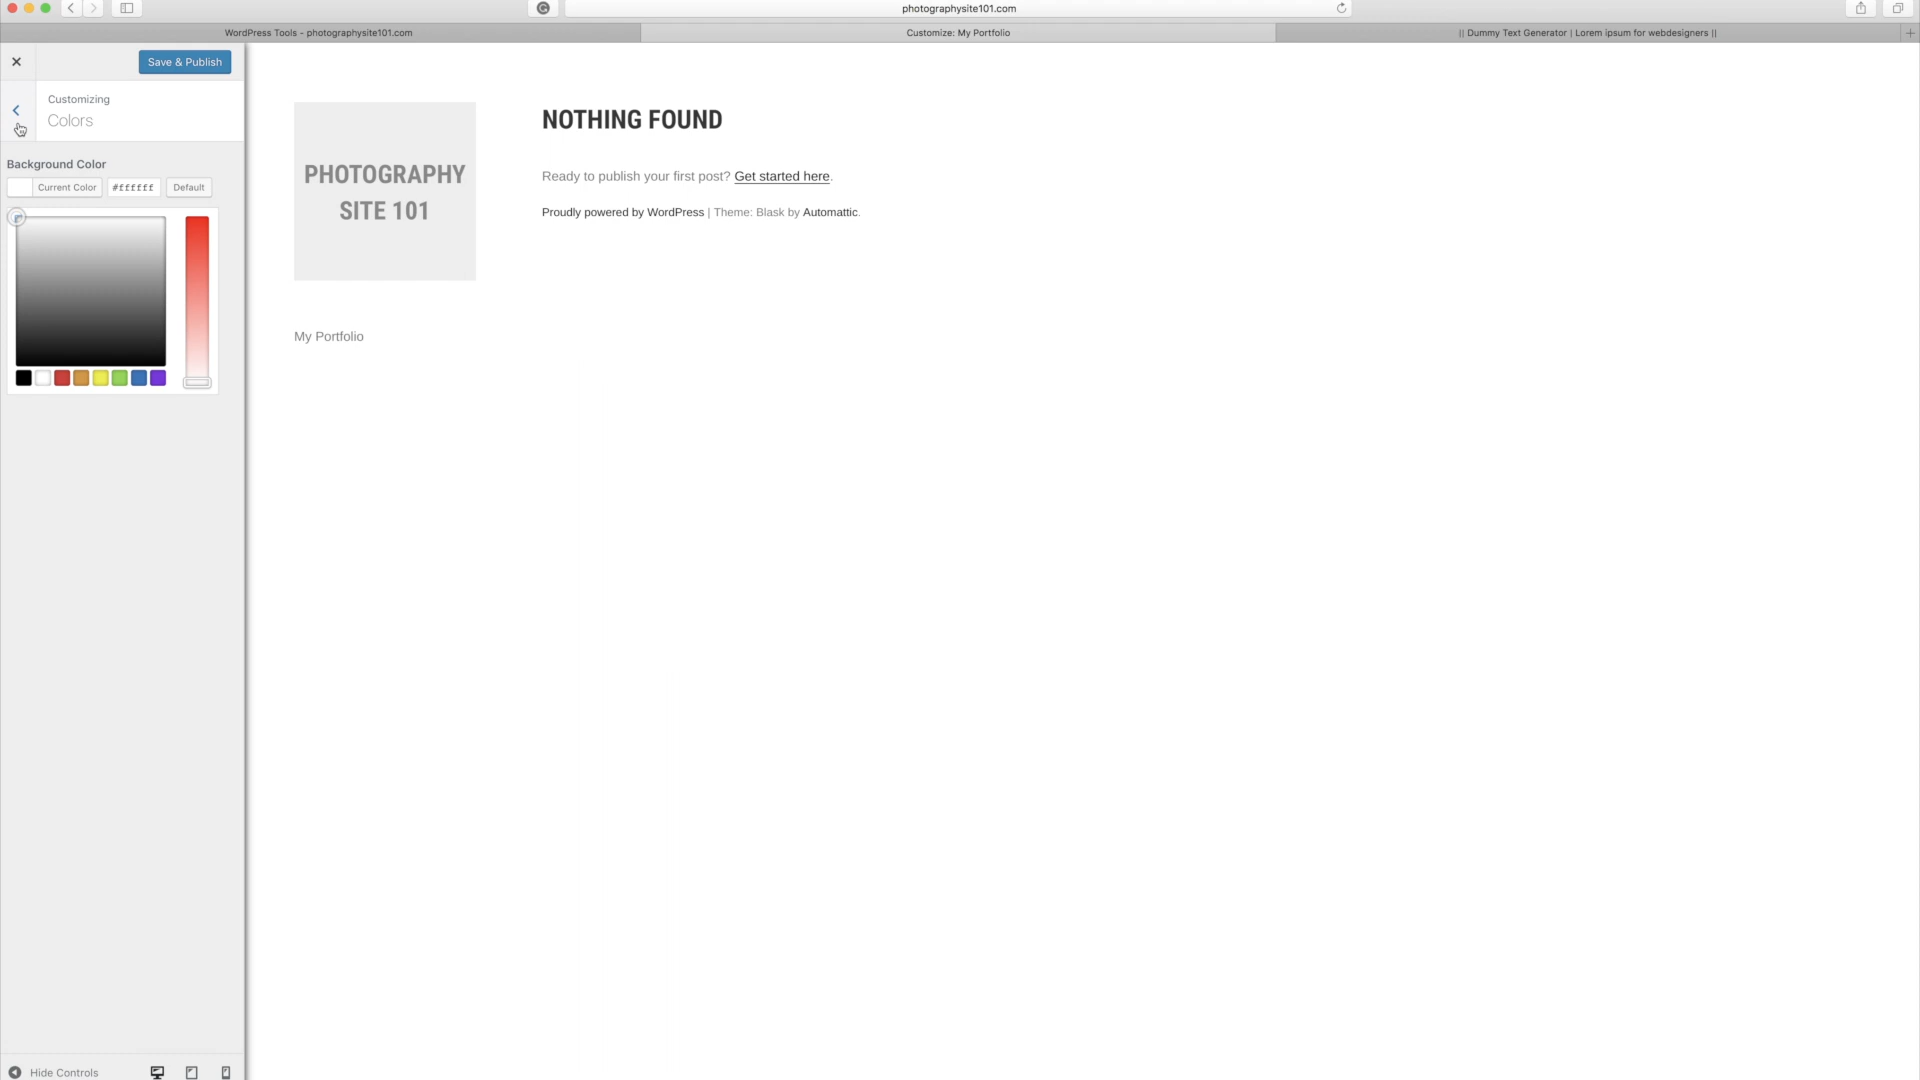 photographysite101.com
WordPress Tools - photographysite101.com
Customize: My Portfolio
|| Dummy Text Generator | Lorem ipsum for webdesigners ||
Save & Publish
Customizing
Colors
Background Color
Current Color
#ffffff
Default
PHOTOGRAPHY
SITE 101
My Portfolio
NOTHING FOUND
Ready to publish your first post? Get started here.
Proudly powered by WordPress | Theme: Blask by Automattic.
Hide Controls